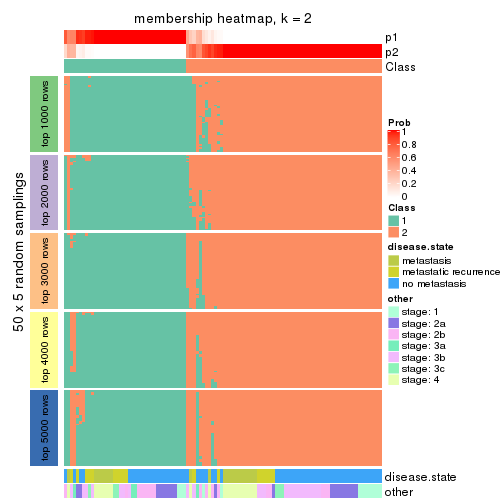 membership heatmap, k = 2
p1
p2
Class
50 x 5 random samplings
top 1000 rows
top 2000 rows
top 3000 rows
top 4000 rows
top 5000 rows
disease.state
other
Prob
1
0.8
0.6
0.4
0.2
0
Class
1
2
disease.state
metastasis
metastatic recurrence
no metastasis
other
stage: 1
stage: 2a
stage: 2b
stage: 3a
stage: 3b
stage: 3c
stage: 4